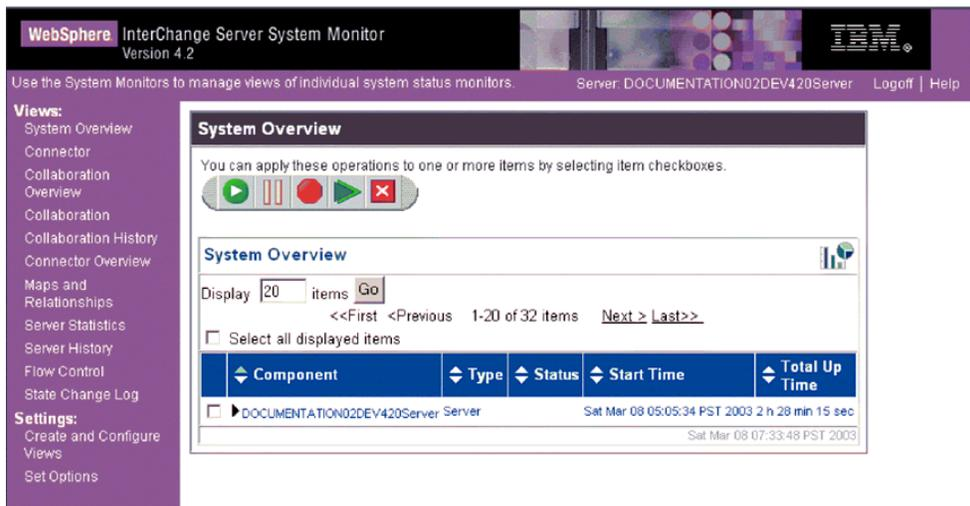 WebSphere InterChange Server System Monitor
Version 4.2
IBM®
Use the System Monitors to manage views of individual system status monitors. Server: DOCUMENTATION02DEV420Server Logoff | Help
Views:
System Overview
Connector
Collaboration
Overview
Collaboration
Collaboration History
Connector Overview
Maps and
Relationships
Server Statistics
Server History
Flow Control
State Change Log
Settings:
Create and Configure
Views
Set Options
System Overview
You can apply these operations to one or more items by selecting item checkboxes.
System Overview
Display 20 items Go
<<First <Previous 1-20 of 32 items Next > Last>>
Select all displayed items
Component Type Status Start Time Total Up
Time
DOCUMENTATION02DEV420Server Server Sat Mar 08 05:05:34 PST 2003 2 h 28 min 15 sec
Sat Mar 08 07:33:48 PST 2003